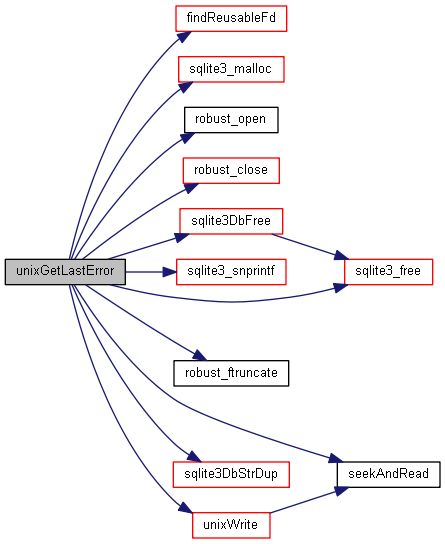 findReusableFd
sqlite3_malloc
robust_open
robust_close
sqlite3DbFree
unixGetLastError
sqlite3_snprintf
sqlite3_free
robust_ftruncate
sqlite3DbStrDup
seekAndRead
unixWrite